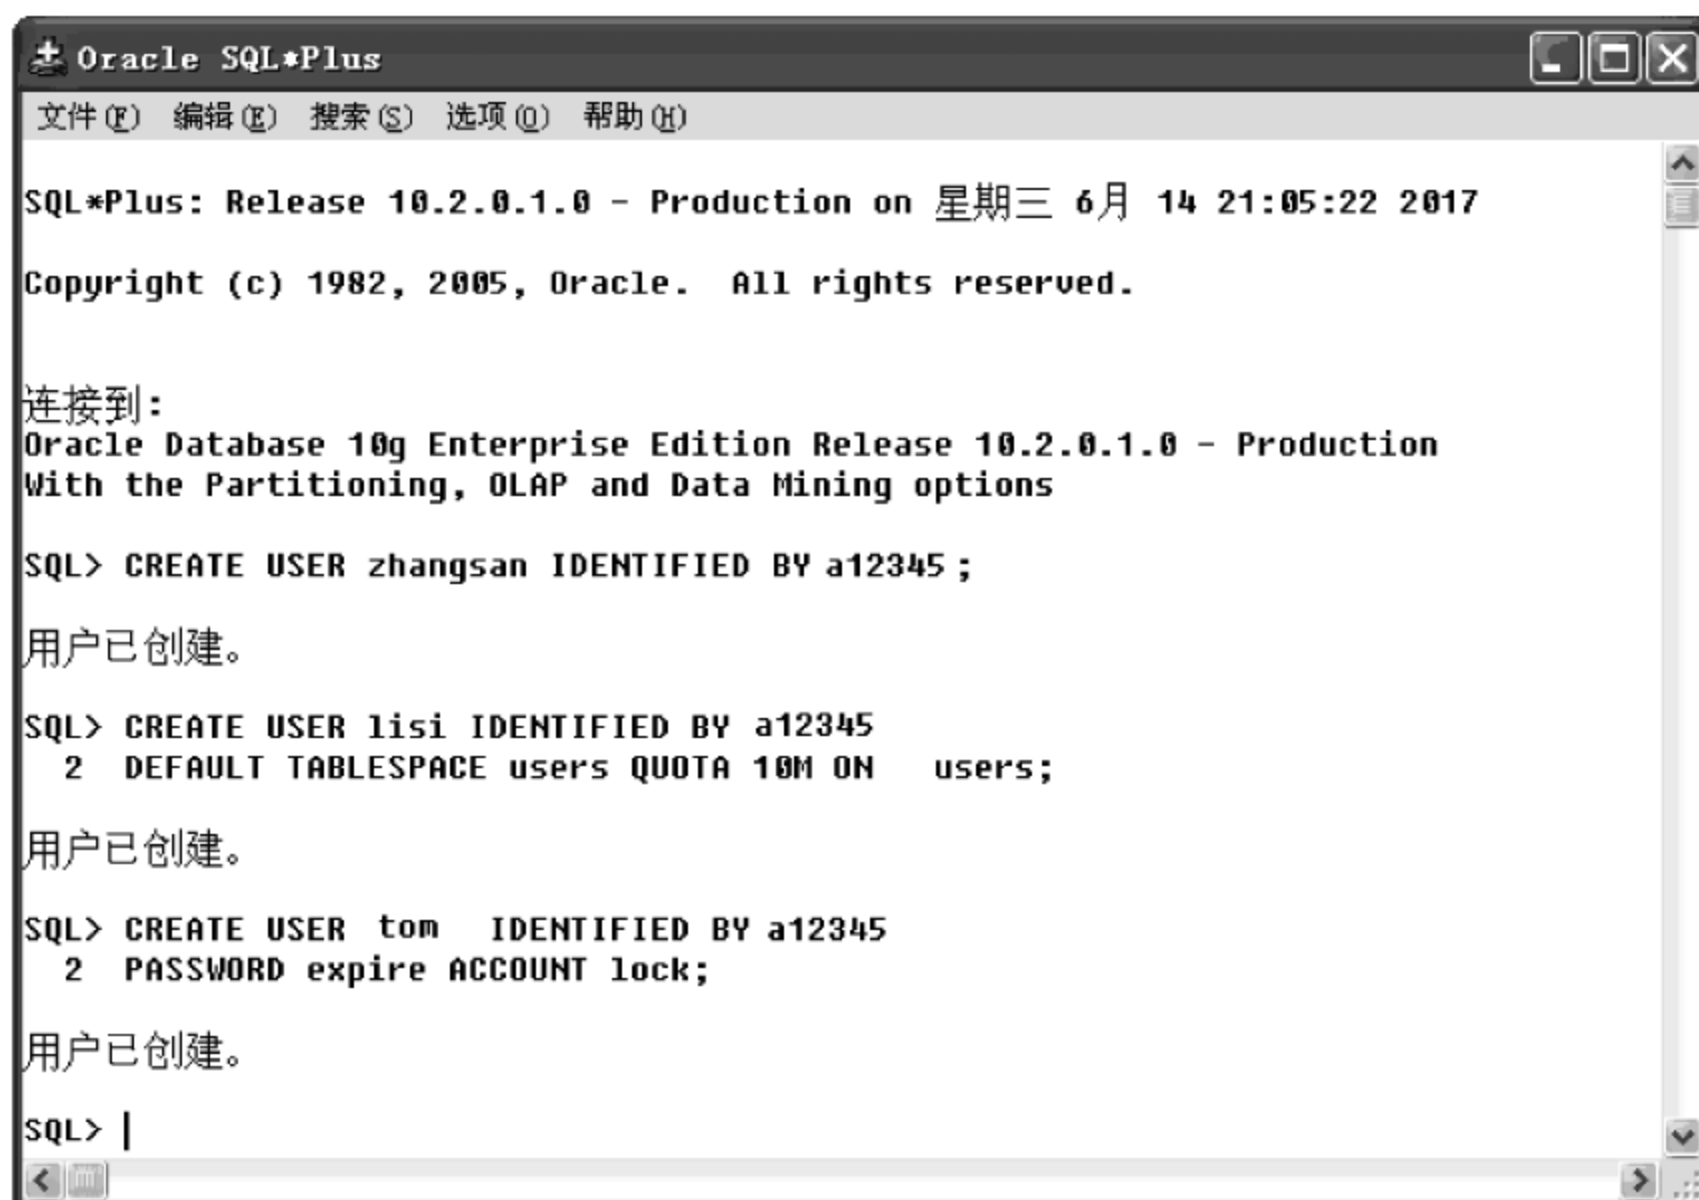 Oracle SQL*Plus
文件(F) 编辑(E) 搜索(S) 选项(O) 帮助(H)
SQL*Plus: Release 10.2.0.1.0 - Production on 星期三 6月 14 21:05:22 2017
Copyright (c) 1982, 2005, Oracle.  All rights reserved.
连接到:
Oracle Database 10g Enterprise Edition Release 10.2.0.1.0 - Production
With the Partitioning, OLAP and Data Mining options
SQL> CREATE USER zhangsan IDENTIFIED BY a12345 ;
用户已创建。
SQL> CREATE USER lisi IDENTIFIED BY a12345
  2  DEFAULT TABLESPACE users QUOTA 10M ON   users;
用户已创建。
SQL> CREATE USER tom IDENTIFIED BY a12345
  2  PASSWORD expire ACCOUNT lock;
用户已创建。
SQL>